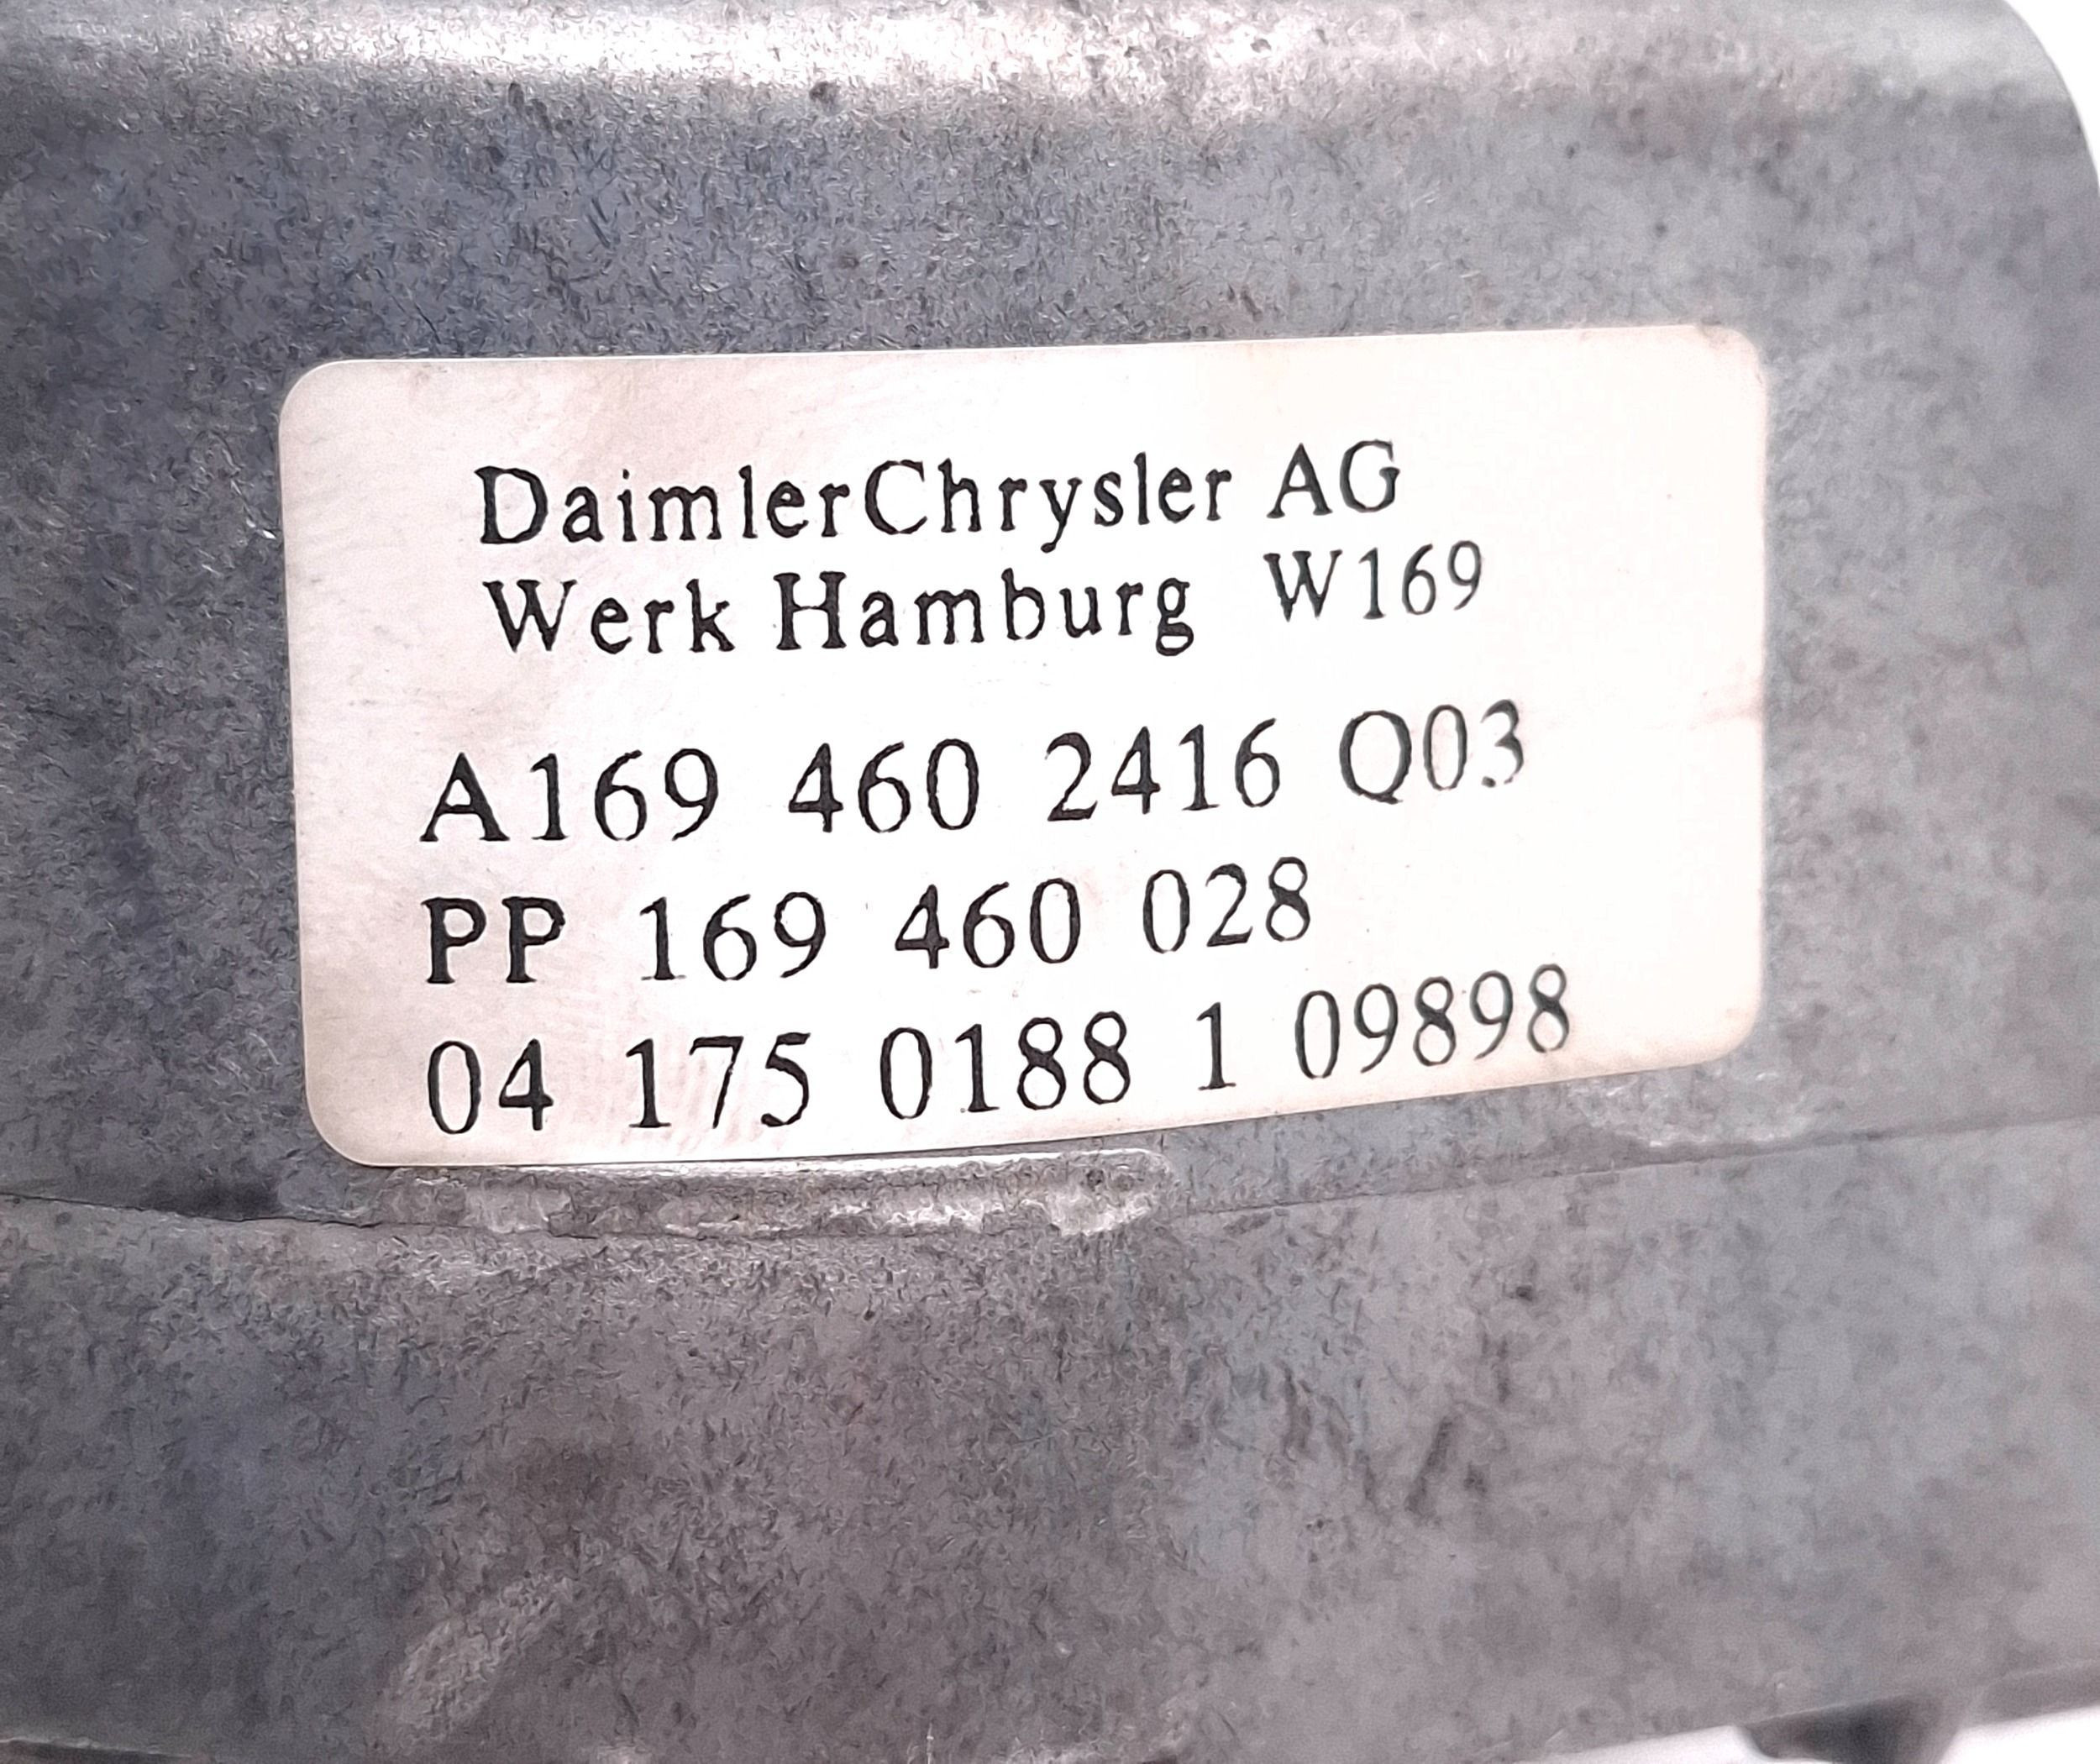 DaimlerChrysler AG
Werk Hamburg W169
A169 460 2416 Q03
PP 169 460 028
04 175 0188 1 09898